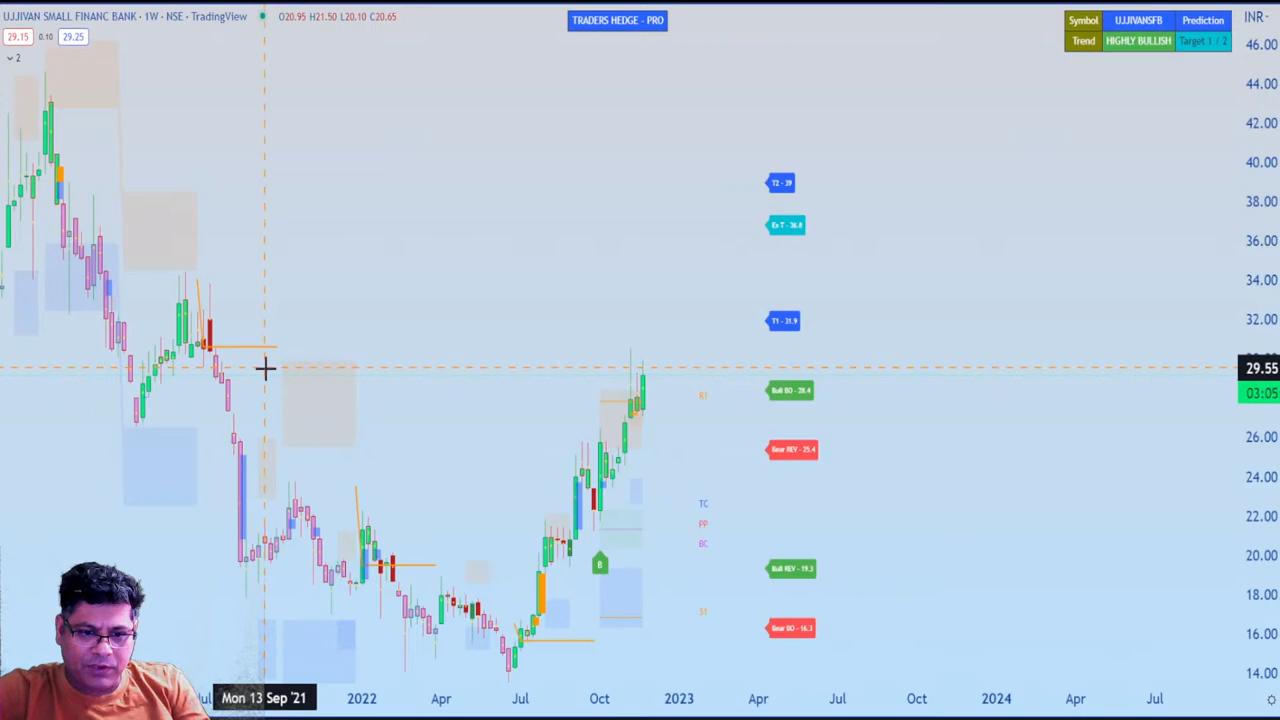 UJJIVAN SMALL FINANC BANK · 1W · NSE · TradingView O20.95 H21.50 L20.10 C20.65
29.15 0.10 29.25
2
TRADERS HEDGE - PRO
Symbol UJJIVANSFB Prediction
Trend HIGHLY BULLISH Target 1 / 2
INR
46.00
44.00
42.00
40.00
38.00
36.00
34.00
32.00
29.55
03:05
26.00
24.00
22.00
20.00
18.00
16.00
14.00
T2 - 39
Ex T - 36.8
T1 - 31.9
Bull BO - 28.4
R1
Bear REV - 25.4
TC
PP
BC
B
Bull REV - 19.3
S1
Bear BO - 16.3
Jul Mon 13 Sep '21 2022 Apr Jul Oct 2023 Apr Jul Oct 2024 Apr Jul